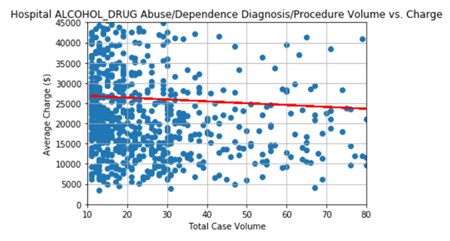 Hospital ALCOHOL_DRUG Abuse/Dependence Diagnosis/Procedure Volume vs. Charge
45000
40000
35000
30000
25000
20000
15000
10000
5000
0
Average Charge ($)
10 20 30 40 50 60 70 80
Total Case Volume